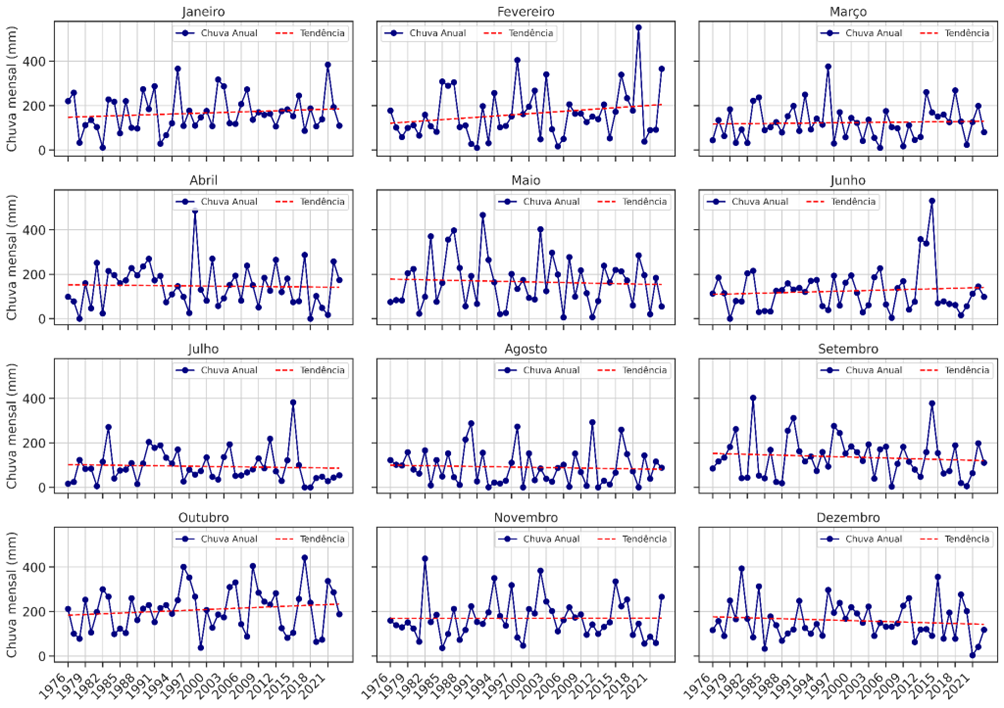 Janeiro
Fevereiro
Março
Chuva mensal (mm)
400
200
0
Chuva Anual
Tendência
Chuva Anual
Tendência
Chuva Anual
Tendência
Abril
Maio
Junho
Chuva mensal (mm)
400
200
0
Chuva Anual
Tendência
Chuva Anual
Tendência
Chuva Anual
Tendência
Julho
Agosto
Setembro
Chuva mensal (mm)
400
200
0
Chuva Anual
Tendência
Chuva Anual
Tendência
Chuva Anual
Tendência
Outubro
Novembro
Dezembro
Chuva mensal (mm)
400
200
0
Chuva Anual
Tendência
Chuva Anual
Tendência
Chuva Anual
Tendência
1976 1979 1982 1985 1988 1991 1994 1997 2000 2003 2006 2009 2012 2015 2018 2021
1976 1979 1982 1985 1988 1991 1994 1997 2000 2003 2006 2009 2012 2015 2018 2021
1976 1979 1982 1985 1988 1991 1994 1997 2000 2003 2006 2009 2012 2015 2018 2021